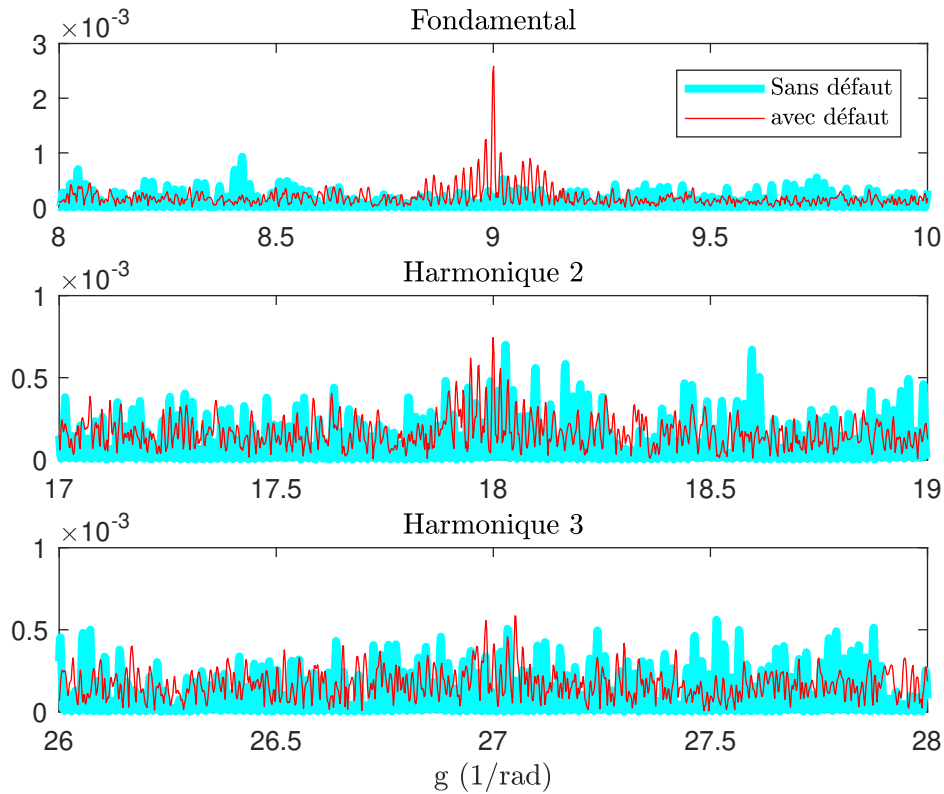 Fondamental
×10-3
3
2
1
0
Sans défaut
avec défaut
8 8.5 9 9.5 10
Harmonique 2
×10-3
1
0.5
0
17 17.5 18 18.5 19
Harmonique 3
×10-3
1
0.5
0
26 26.5 27 27.5 28
g (1/rad)